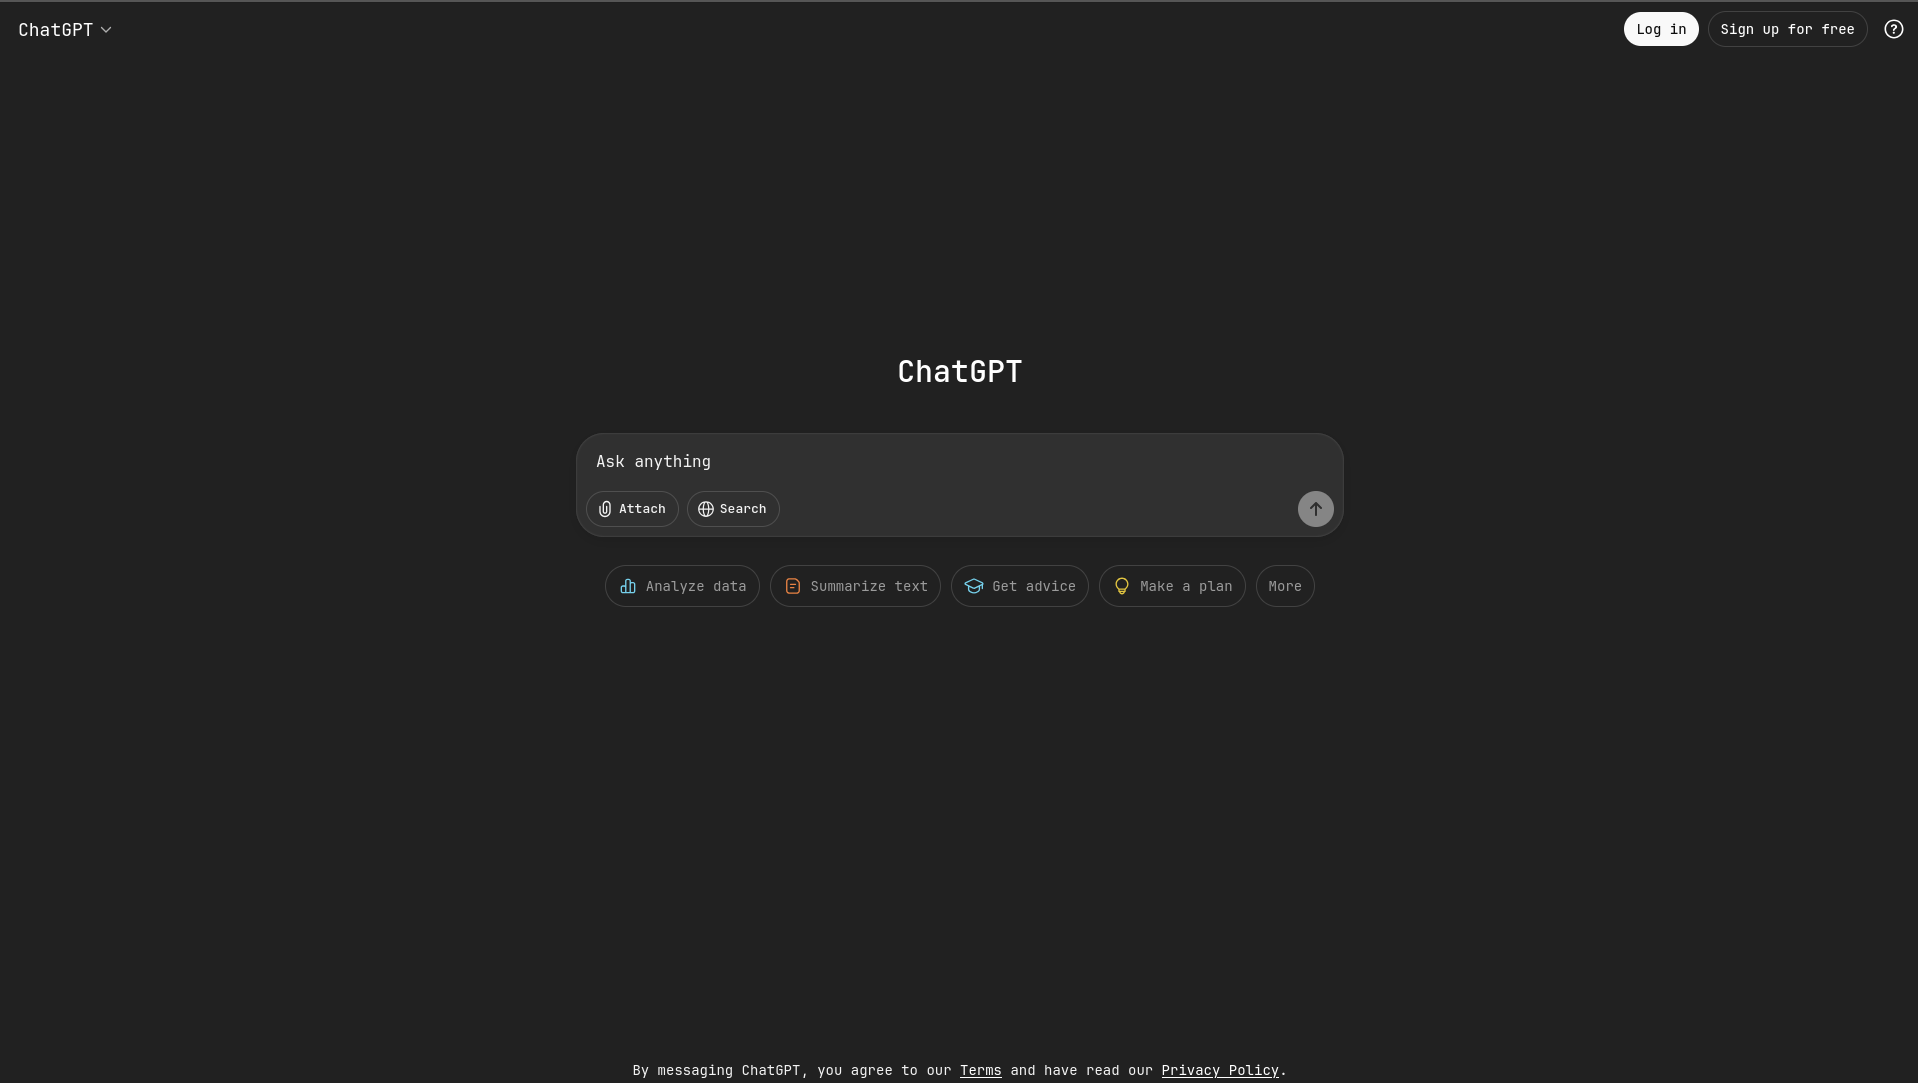 ChatGPT
Log in
Sign up for free
ChatGPT
Ask anything
Attach
Search
Analyze data
Summarize text
Get advice
Make a plan
More
By messaging ChatGPT, you agree to our Terms and have read our Privacy Policy.